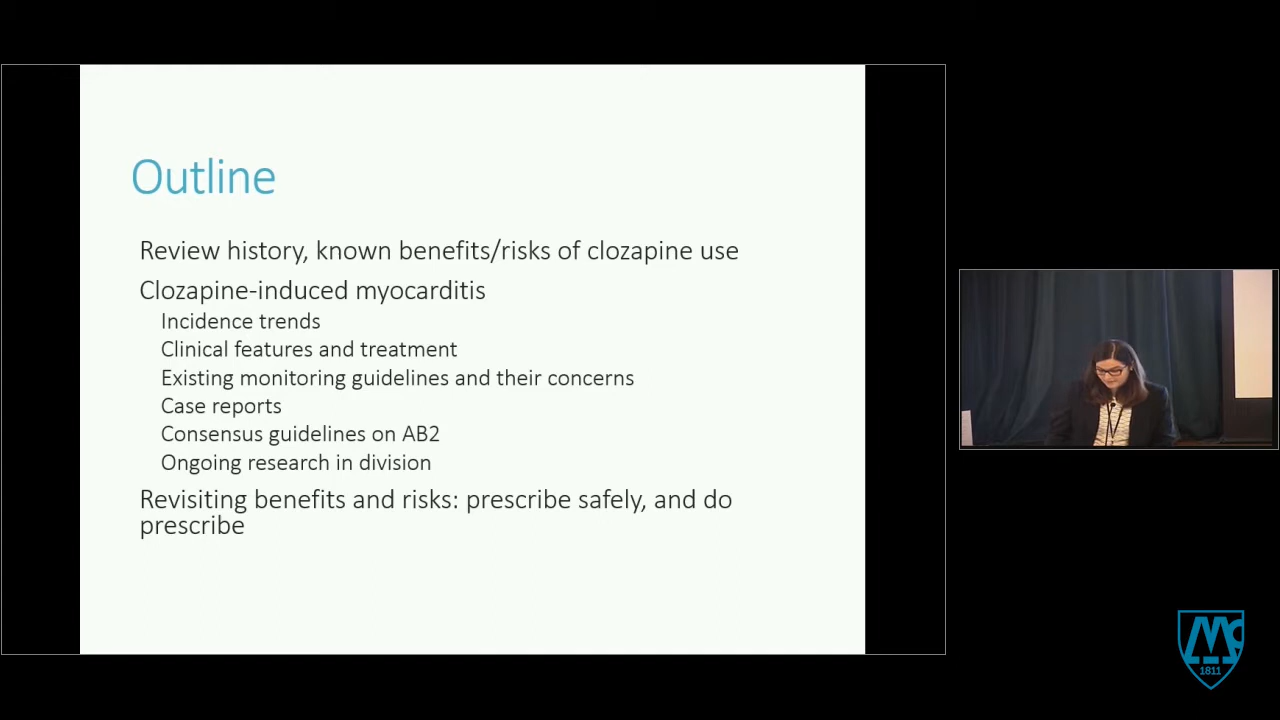 Outline
Review history, known benefits/risks of clozapine use
Clozapine-induced myocarditis
Incidence trends
Clinical features and treatment
Existing monitoring guidelines and their concerns
Case reports
Consensus guidelines on AB2
Ongoing research in division
Revisiting benefits and risks: prescribe safely, and do
prescribe
Mc
1811